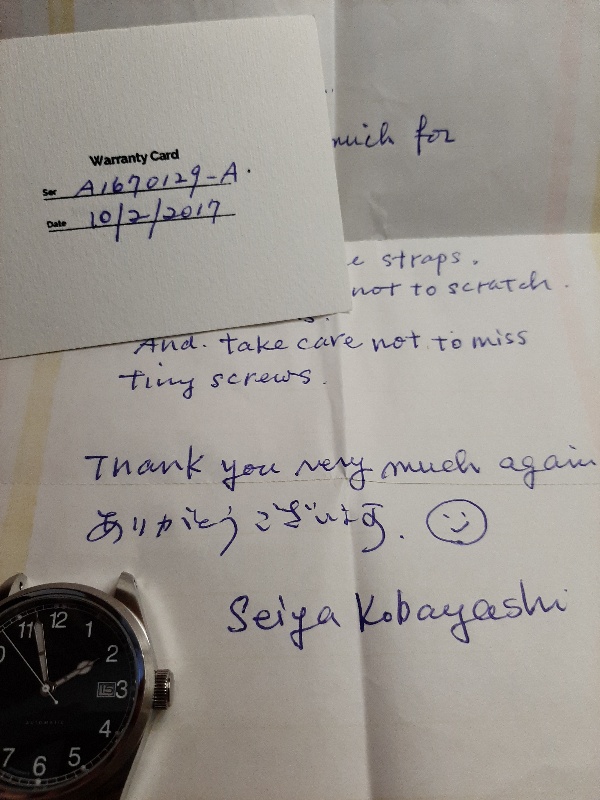 Warranty Card
Ser A1670129-A.
Date 10/2/2017
much for
straps.
not to scratch.
And. take care not to miss
tiny screws.
Thank you very much again
ありがとうございます. ☺
Seiya Kobayashi
11 12 1
2
3
4
7 6 5
AUTOMATIC